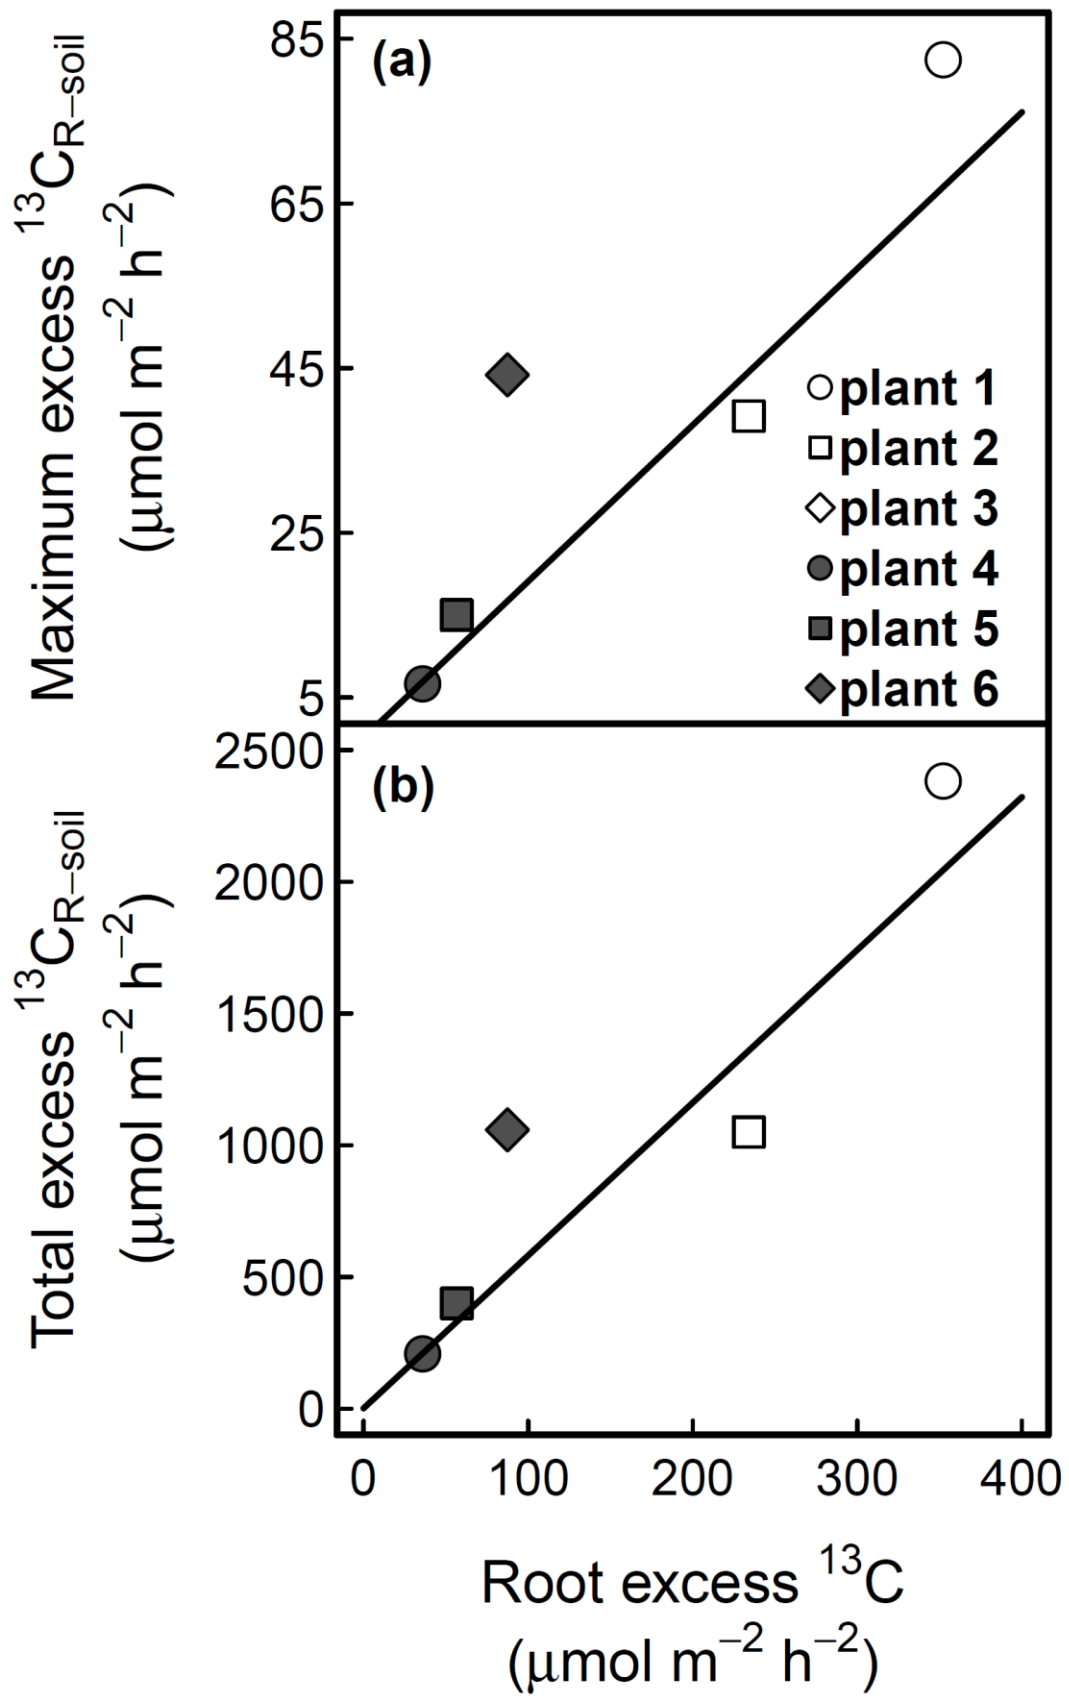 Maximum excess ¹³C_R−soil
(μmol m⁻² h⁻²)
85
65
45
25
5
(a)
plant 1
plant 2
plant 3
plant 4
plant 5
plant 6
Total excess ¹³C_R−soil
(μmol m⁻² h⁻²)
2500
2000
1500
1000
500
0
(b)
0 100 200 300 400
Root excess ¹³C
(μmol m⁻² h⁻²)